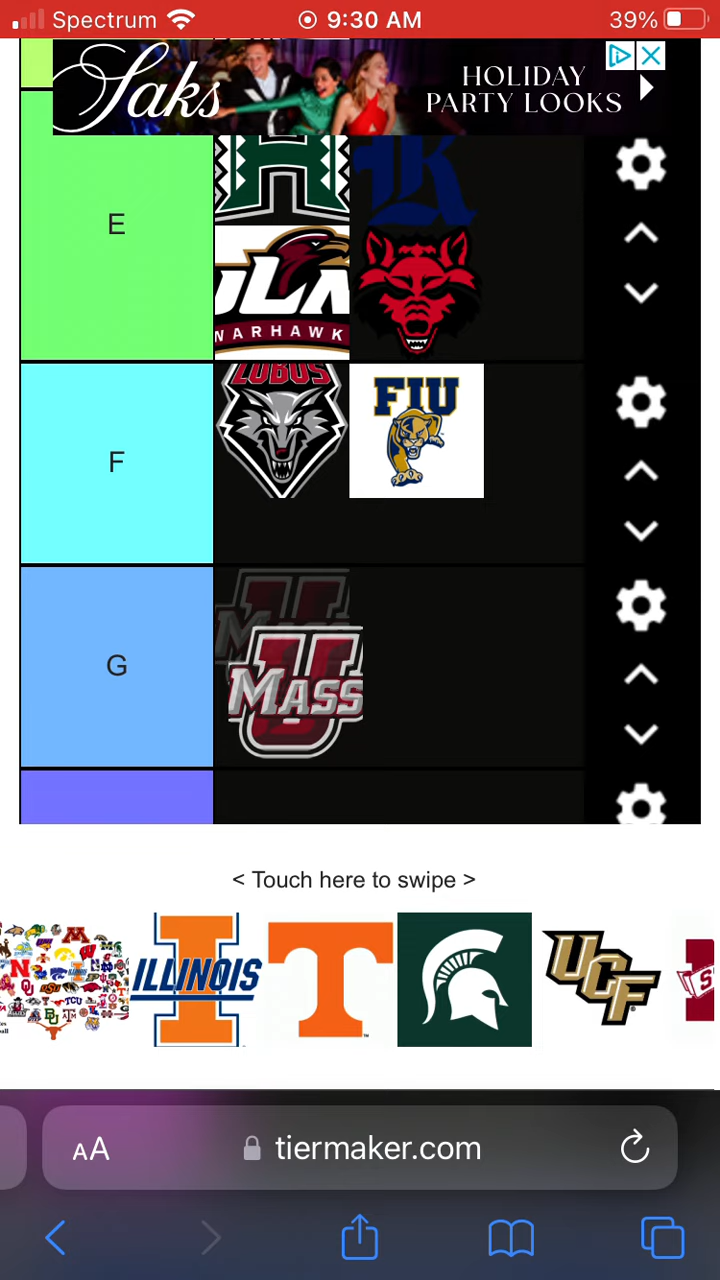 Spectrum 9:30 AM 39%
Saks
HOLIDAY
PARTY LOOKS
E
WARHAWK
F
LOBOS
FIU
G
U
MASS
< Touch here to swipe >
ILLINOIS
T
UCF
AA tiermaker.com